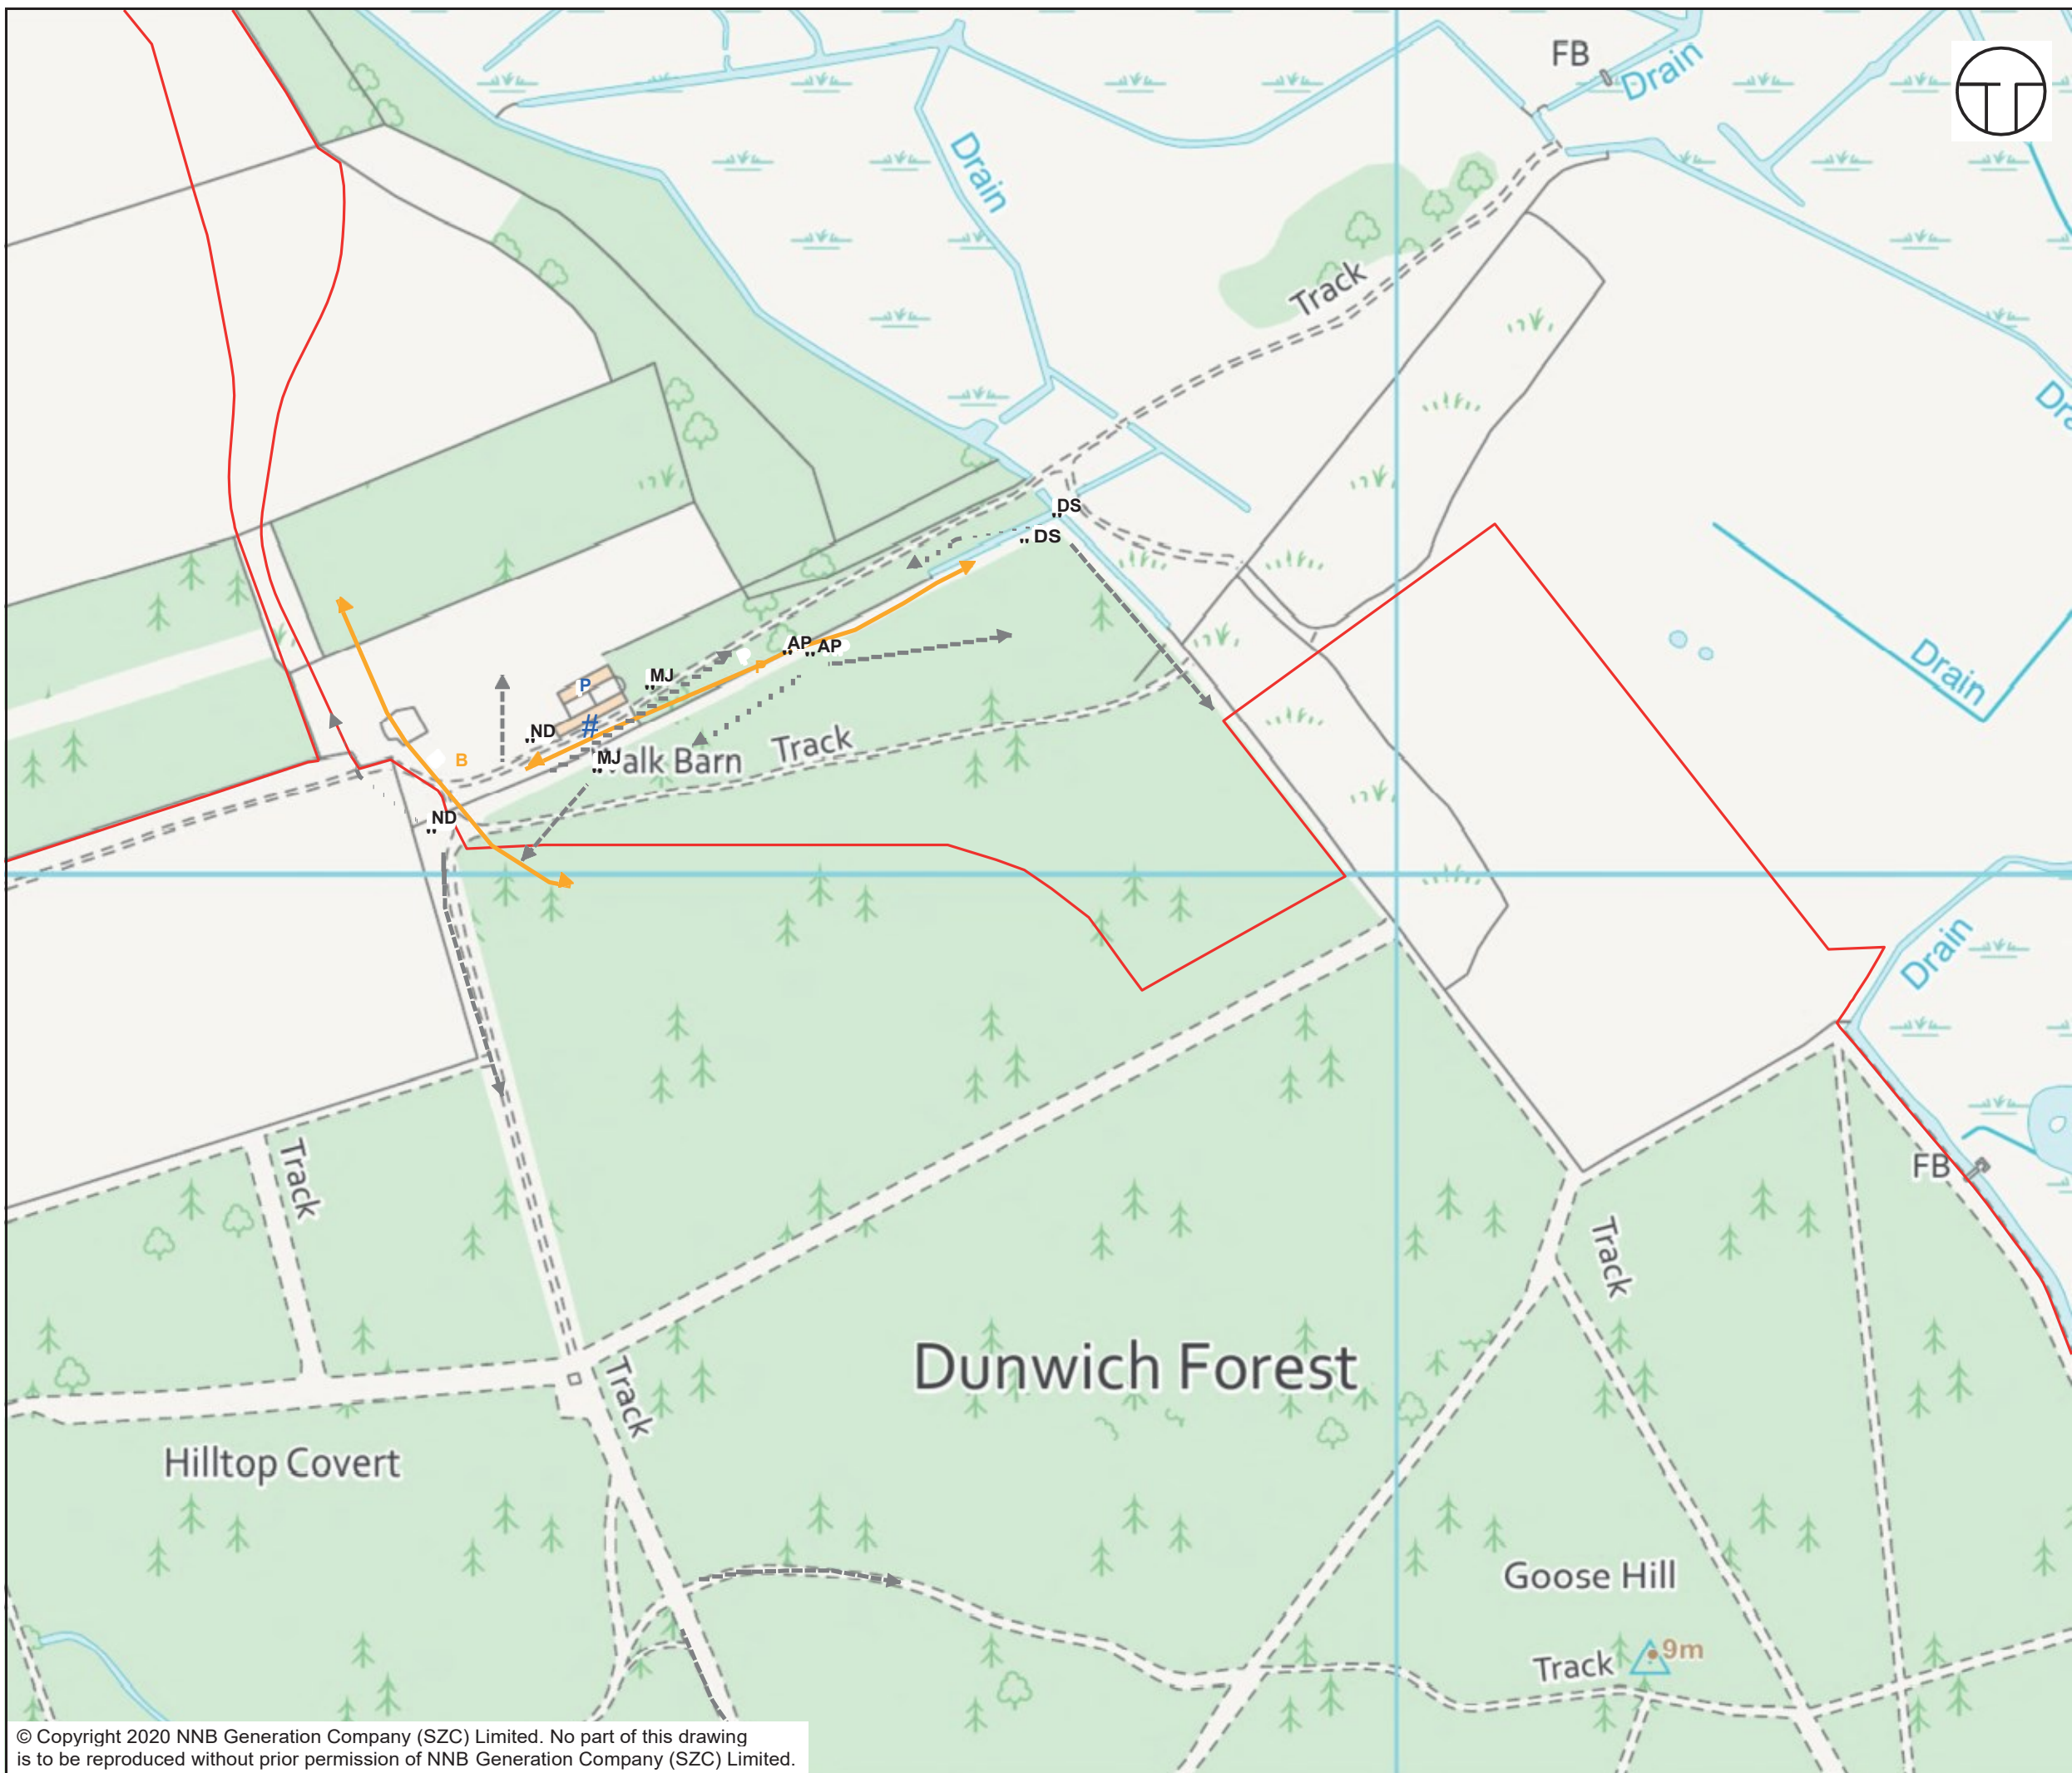 FB
Drain
Drain
Track
DS
DS
AP
AP
MJ
P
ND
#
MJ
alk Barn
Track
B
P
ND
Drain
Drain
Track
FB
Track
Dunwich Forest
Track
Hilltop Covert
Goose Hill
Track
9m
© Copyright 2020 NNB Generation Company (SZC) Limited. No part of this drawing
is to be reproduced without prior permission of NNB Generation Company (SZC) Limited.